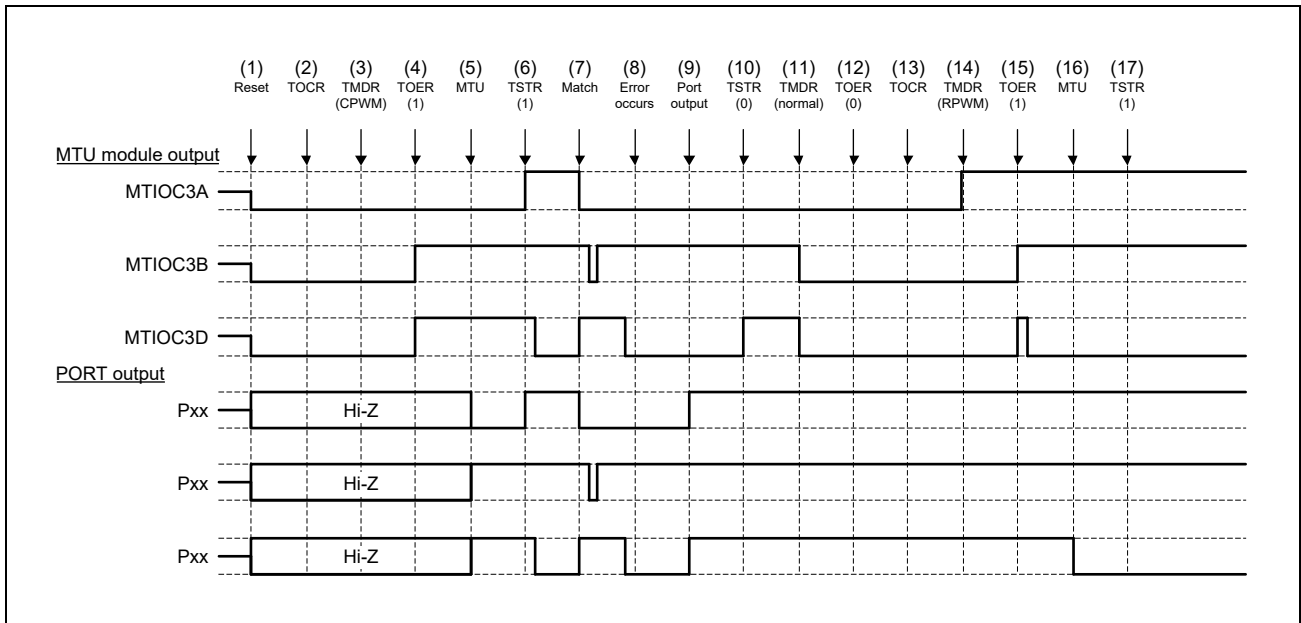 (1) (2) (3) (4) (5) (6) (7) (8) (9) (10) (11) (12) (13) (14) (15) (16) (17)
Reset TOCR TMDR TOER MTU TSTR Match Error Port TSTR TMDR TOER TOCR TMDR TOER MTU TSTR
(CPWM) (1) (1) occurs output (0) (normal) (0) (RPWM) (1) (1)
MTU module output
MTIOC3A
MTIOC3B
MTIOC3D
PORT output
Pxx Hi-Z
Pxx Hi-Z
Pxx Hi-Z